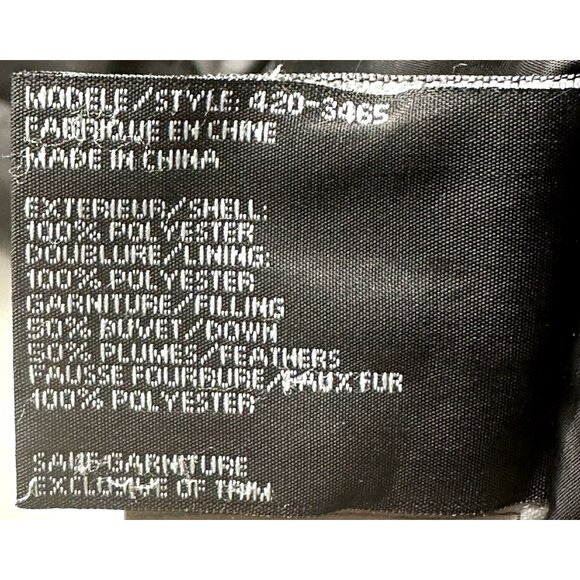 MODELE/STYLE: 420-3465
FABRIQUE EN CHINE
MADE IN CHINA
EXTERIEUR/SHELL:
100% POLYESTER
DOUBLURE/LINING:
100% POLYESTER
GARNITURE/FILLING
50% DUVET/DOWN
50% PLUMES/FEATHERS
FAUSSE FOURRURE/FAUX FUR
100% POLYESTER
SAUF GARNITURE
EXCLUSIVE OF TRIM